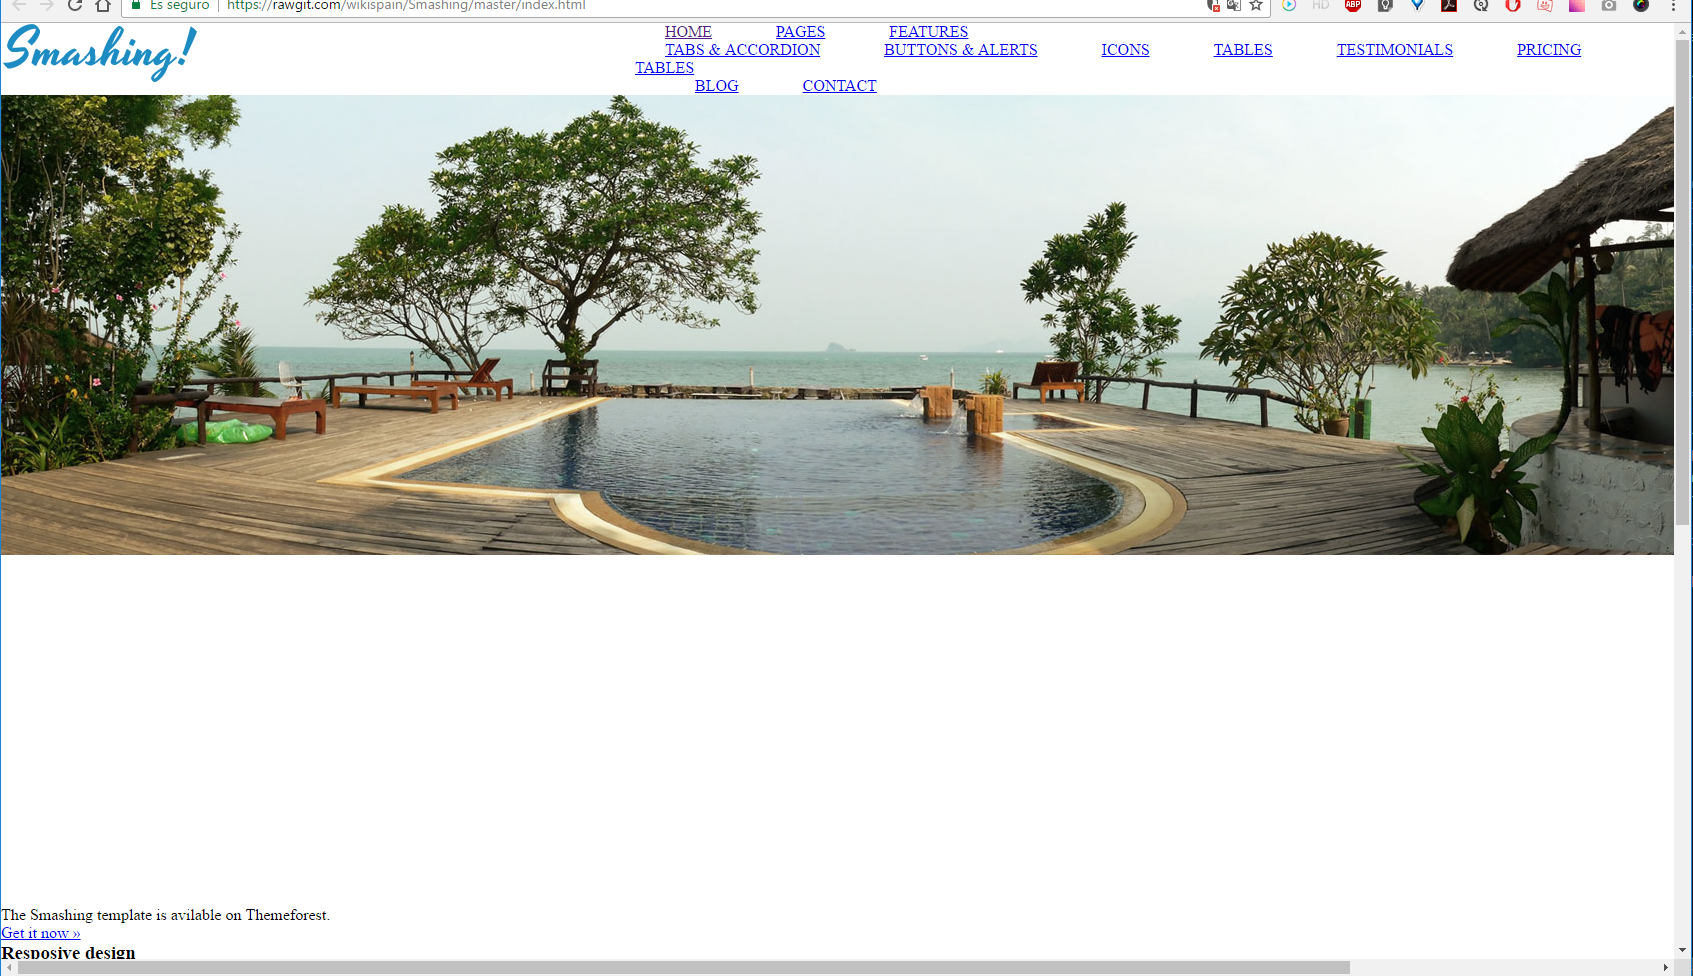 Es seguro | https://rawgit.com/wikispain/Smashing/master/index.html
HD
ABP
Smashing!
HOME PAGES FEATURES
TABS & ACCORDION BUTTONS & ALERTS ICONS TABLES TESTIMONIALS PRICING
TABLES
BLOG CONTACT
The Smashing template is avilable on Themeforest.
Get it now »
Resposive design